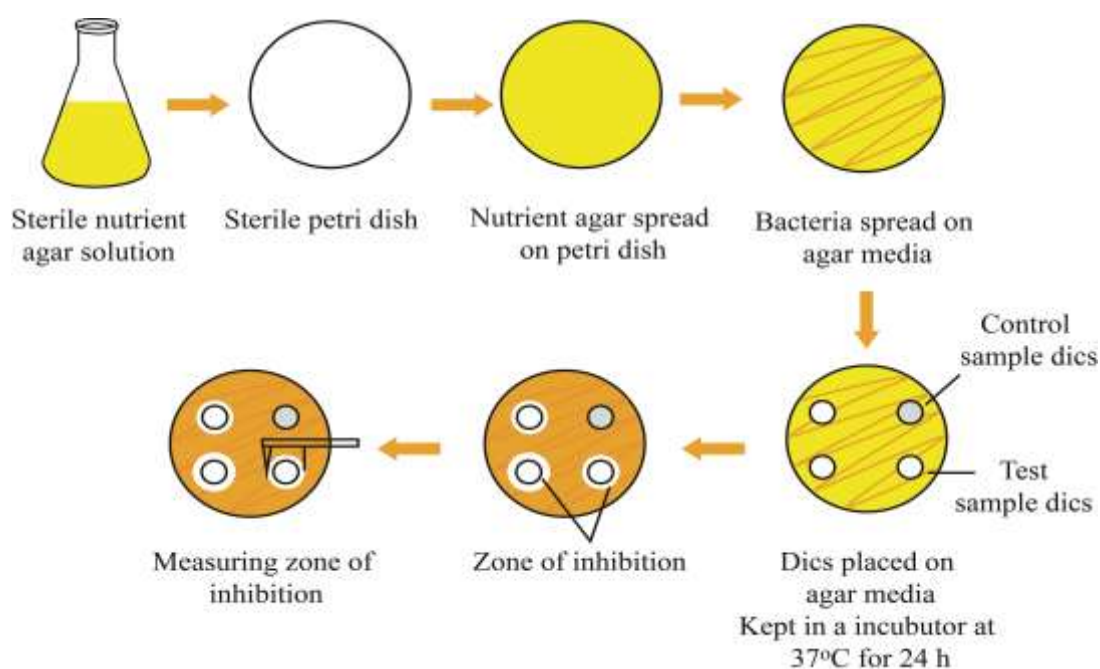 Sterile nutrient
agar solution
Sterile petri dish
Nutrient agar spread
on petri dish
Bacteria spread on
agar media
Control
sample dics
Test
sample dics
Dics placed on
agar media
Kept in a incubutor at
37°C for 24 h
Zone of inhibition
Measuring zone of
inhibition